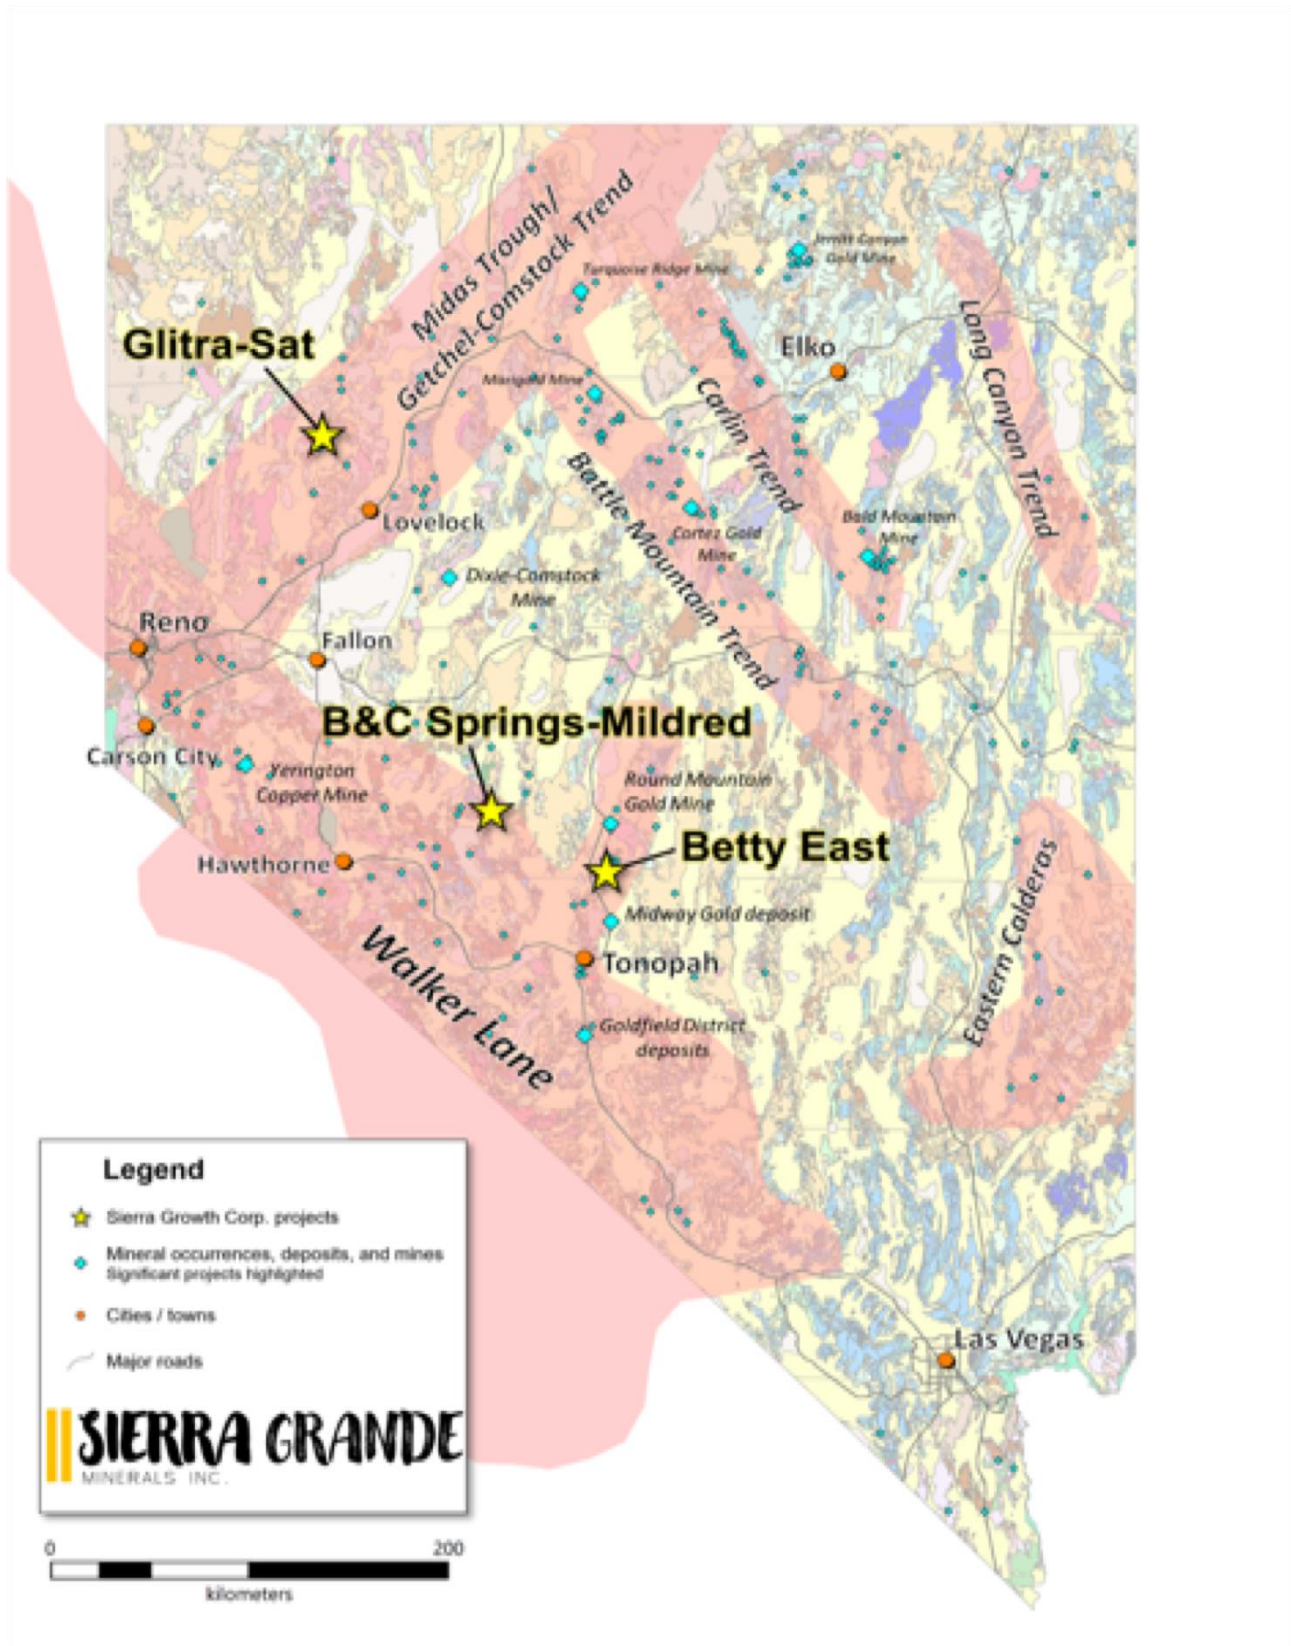 Midas Trough/
Getchel-Comstock Trend
Jerritt Canyon
Gold Mine
Turquoise Ridge Mine
Glitra-Sat
Elko
Long Canyon Trend
Marigold Mine
Carlin Trend
Battle Mountain Trend
Lovelock
Cortez Gold
Mine
Bald Mountain
Mine
Dixie-Comstock
Mine
Reno
Fallon
B&C Springs-Mildred
Carson City
Yerington
Copper Mine
Round Mountain
Gold Mine
Betty East
Hawthorne
Eastern Calderas
Midway Gold deposit
Walker Lane
Tonopah
Goldfield District
deposits
Legend
Sierra Growth Corp. projects
Mineral occurrences, deposits, and mines
Significant projects highlighted
Cities / towns
Major roads
Las Vegas
SIERRA GRANDE
MINERALS INC.
0 200
kilometers